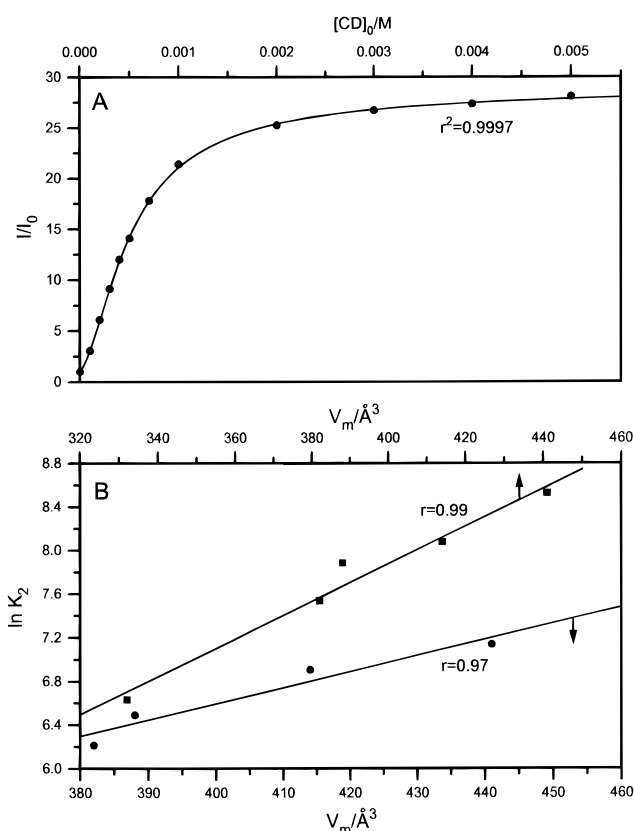 [CD]₀/M
0.000 0.001 0.002 0.003 0.004 0.005
30
A
25
r²=0.9997
20
I/I₀
15
10
5
0
Vₘ/Å³
320 340 360 380 400 420 440 460
8.8
B
8.4
r=0.99
8.0
ln K₂
7.6
7.2
r=0.97
6.8
6.4
6.0
380 390 400 410 420 430 440 450 460
Vₘ/Å³